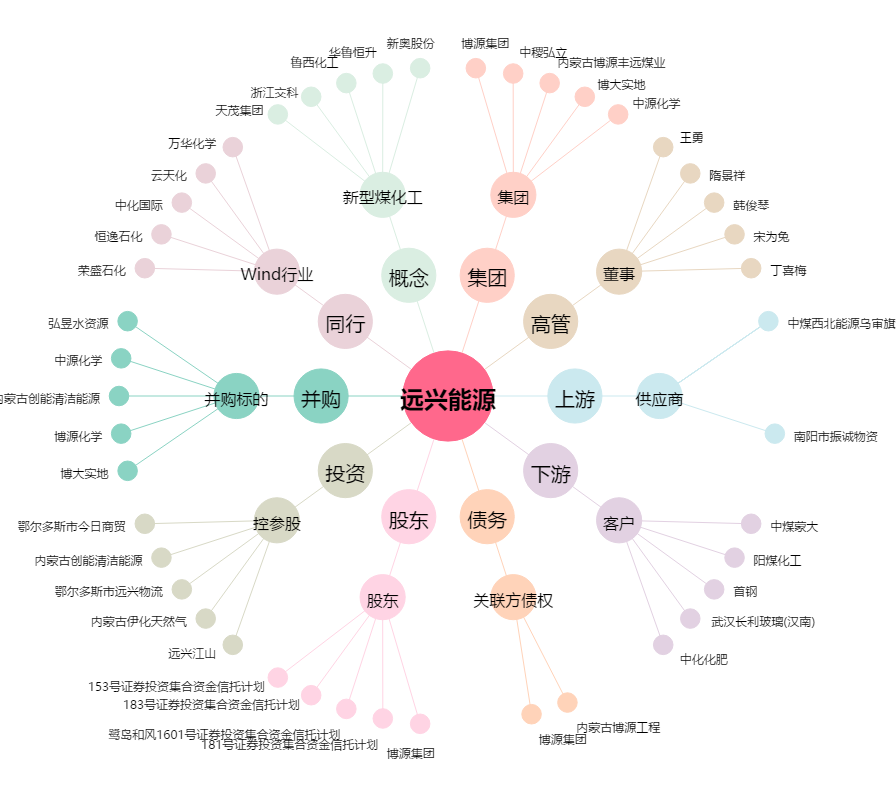 新奥股份
华鲁恒升
鲁西化工
浙江交科
天茂集团
新型煤化工
概念
博源集团
中稷弘立
内蒙古博源丰远煤业
博大实地
中源化学
集团
集团
万华化学
云天化
中化国际
恒逸石化
荣盛石化
Wind行业
同行
王勇
隋景祥
韩俊琴
宋为兔
丁喜梅
董事
高管
弘昱水资源
中源化学
内蒙古创能清洁能源
博源化学
博大实地
并购标的
并购
远兴能源
上游
供应商
中煤西北能源乌审旗
南阳市振诚物资
投资
控参股
鄂尔多斯市今日商贸
内蒙古创能清洁能源
鄂尔多斯市远兴物流
内蒙古伊化天然气
远兴江山
下游
客户
中煤蒙大
阳煤化工
首钢
武汉长利玻璃(汉南)
中化化肥
股东
股东
153号证券投资集合资金信托计划
183号证券投资集合资金信托计划
鹭岛和风1601号证券投资集合资金信托计划
181号证券投资集合资金信托计划
博源集团
债务
关联方债权
内蒙古博源工程
博源集团